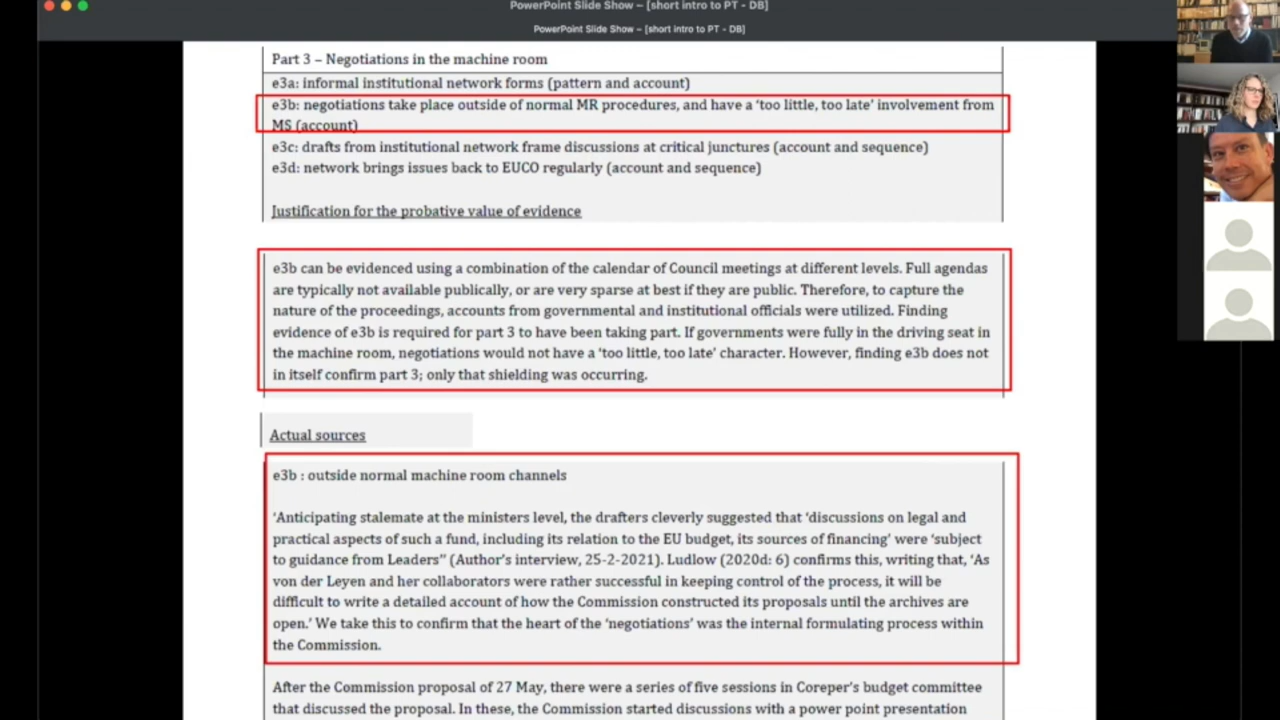 PowerPoint Slide Show – [short intro to PT - DB]
PowerPoint Slide Show – [short intro to PT - DB]
Part 3 – Negotiations in the machine room
e3a: informal institutional network forms (pattern and account)
e3b: negotiations take place outside of normal MR procedures, and have a ‘too little, too late’ involvement from
MS (account)
e3c: drafts from institutional network frame discussions at critical junctures (account and sequence)
e3d: network brings issues back to EUCO regularly (account and sequence)
Justification for the probative value of evidence
e3b can be evidenced using a combination of the calendar of Council meetings at different levels. Full agendas
are typically not available publically, or are very sparse at best if they are public. Therefore, to capture the
nature of the proceedings, accounts from governmental and institutional officials were utilized. Finding
evidence of e3b is required for part 3 to have been taking part. If governments were fully in the driving seat in
the machine room, negotiations would not have a ‘too little, too late’ character. However, finding e3b does not
in itself confirm part 3; only that shielding was occurring.
Actual sources
e3b : outside normal machine room channels
‘Anticipating stalemate at the ministers level, the drafters cleverly suggested that ‘discussions on legal and
practical aspects of such a fund, including its relation to the EU budget, its sources of financing’ were ‘subject
to guidance from Leaders’’ (Author’s interview, 25-2-2021). Ludlow (2020d: 6) confirms this, writing that, ‘As
von der Leyen and her collaborators were rather successful in keeping control of the process, it will be
difficult to write a detailed account of how the Commission constructed its proposals until the archives are
open.’ We take this to confirm that the heart of the ‘negotiations’ was the internal formulating process within
the Commission.
After the Commission proposal of 27 May, there were a series of five sessions in Coreper’s budget committee
that discussed the proposal. In these, the Commission started discussions with a power point presentation